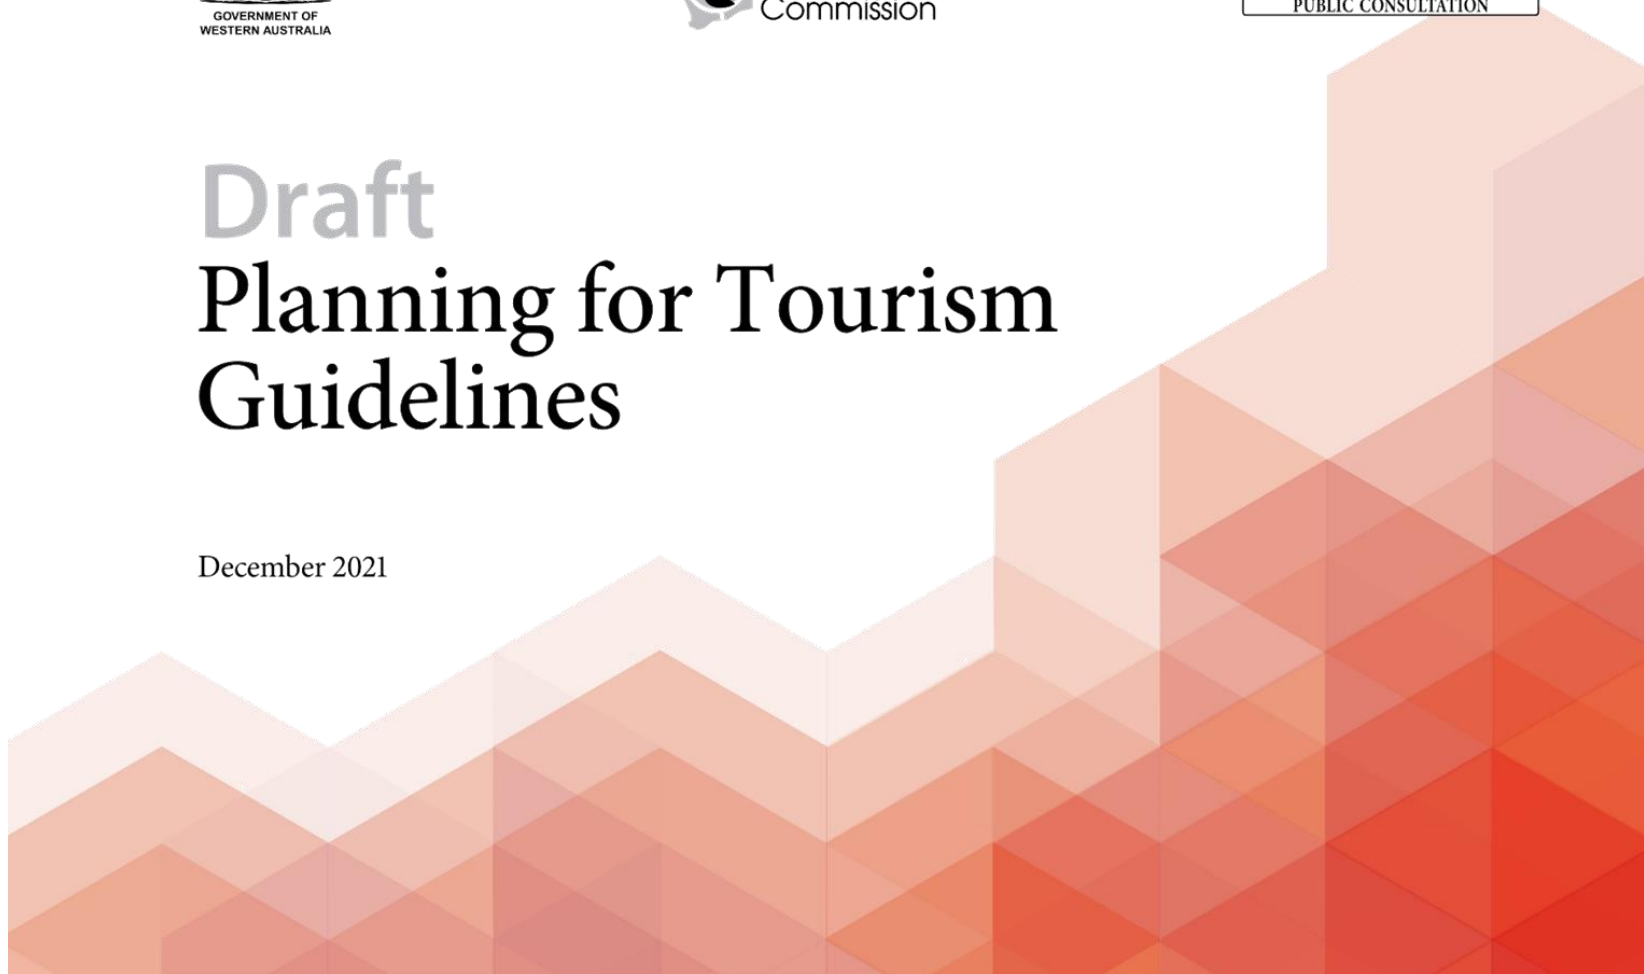 GOVERNMENT OF
WESTERN AUSTRALIA
Commission
PUBLIC CONSULTATION
Draft
Planning for Tourism
Guidelines
December 2021